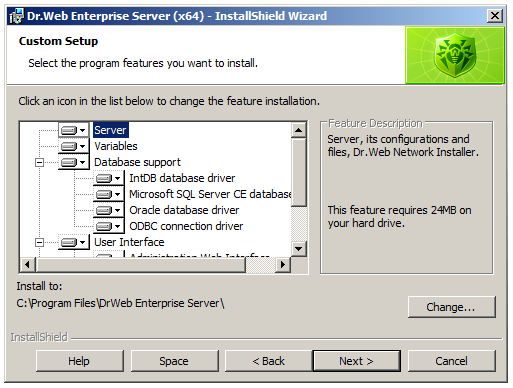 Dr.Web Enterprise Server (x64) - InstallShield Wizard
Custom Setup
Select the program features you want to install.
Click an icon in the list below to change the feature installation.
Server
Variables
Database support
IntDB database driver
Microsoft SQL Server CE database
Oracle database driver
ODBC connection driver
User Interface
Administration Web Interface
Feature Description
Server, its configurations and
files, Dr.Web Network Installer.
This feature requires 24MB on
your hard drive.
Install to:
C:\Program Files\DrWeb Enterprise Server\
Change...
InstallShield
Help
Space
< Back
Next >
Cancel